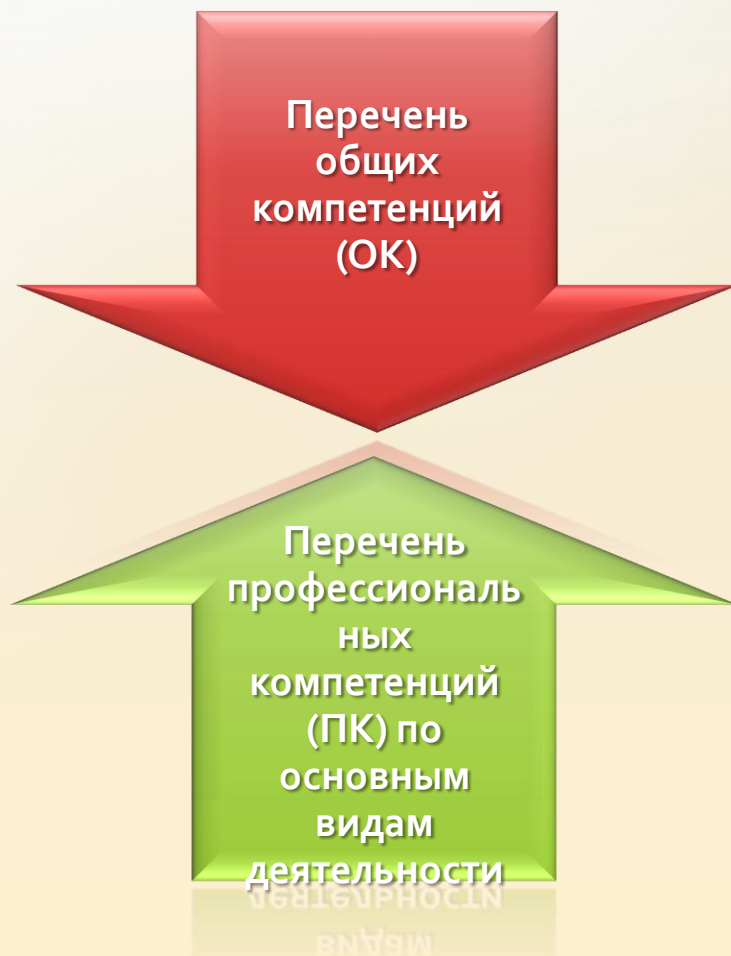 Перечень
общих
компетенций
(ОК)
Перечень
профессиональ
ных
компетенций
(ПК) по
основным
видам
деятельности